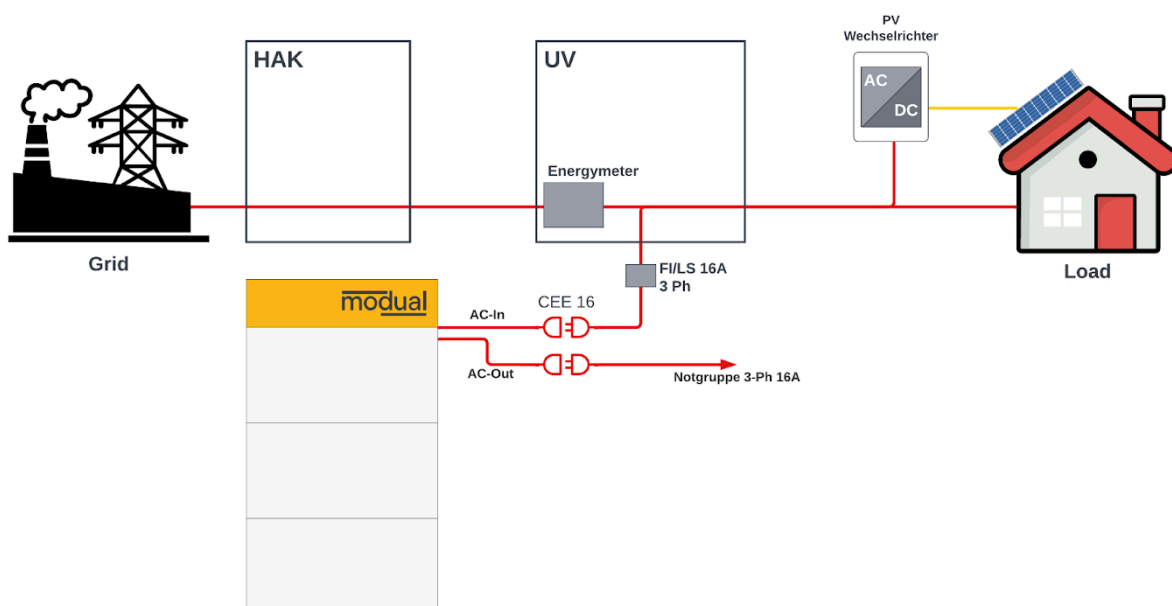 PV
Wechselrichter
HAK
UV
AC
DC
Energymeter
Grid
FI/LS 16A
3 Ph
Load
modual
CEE 16
AC-In
AC-Out
Notgruppe 3-Ph 16A